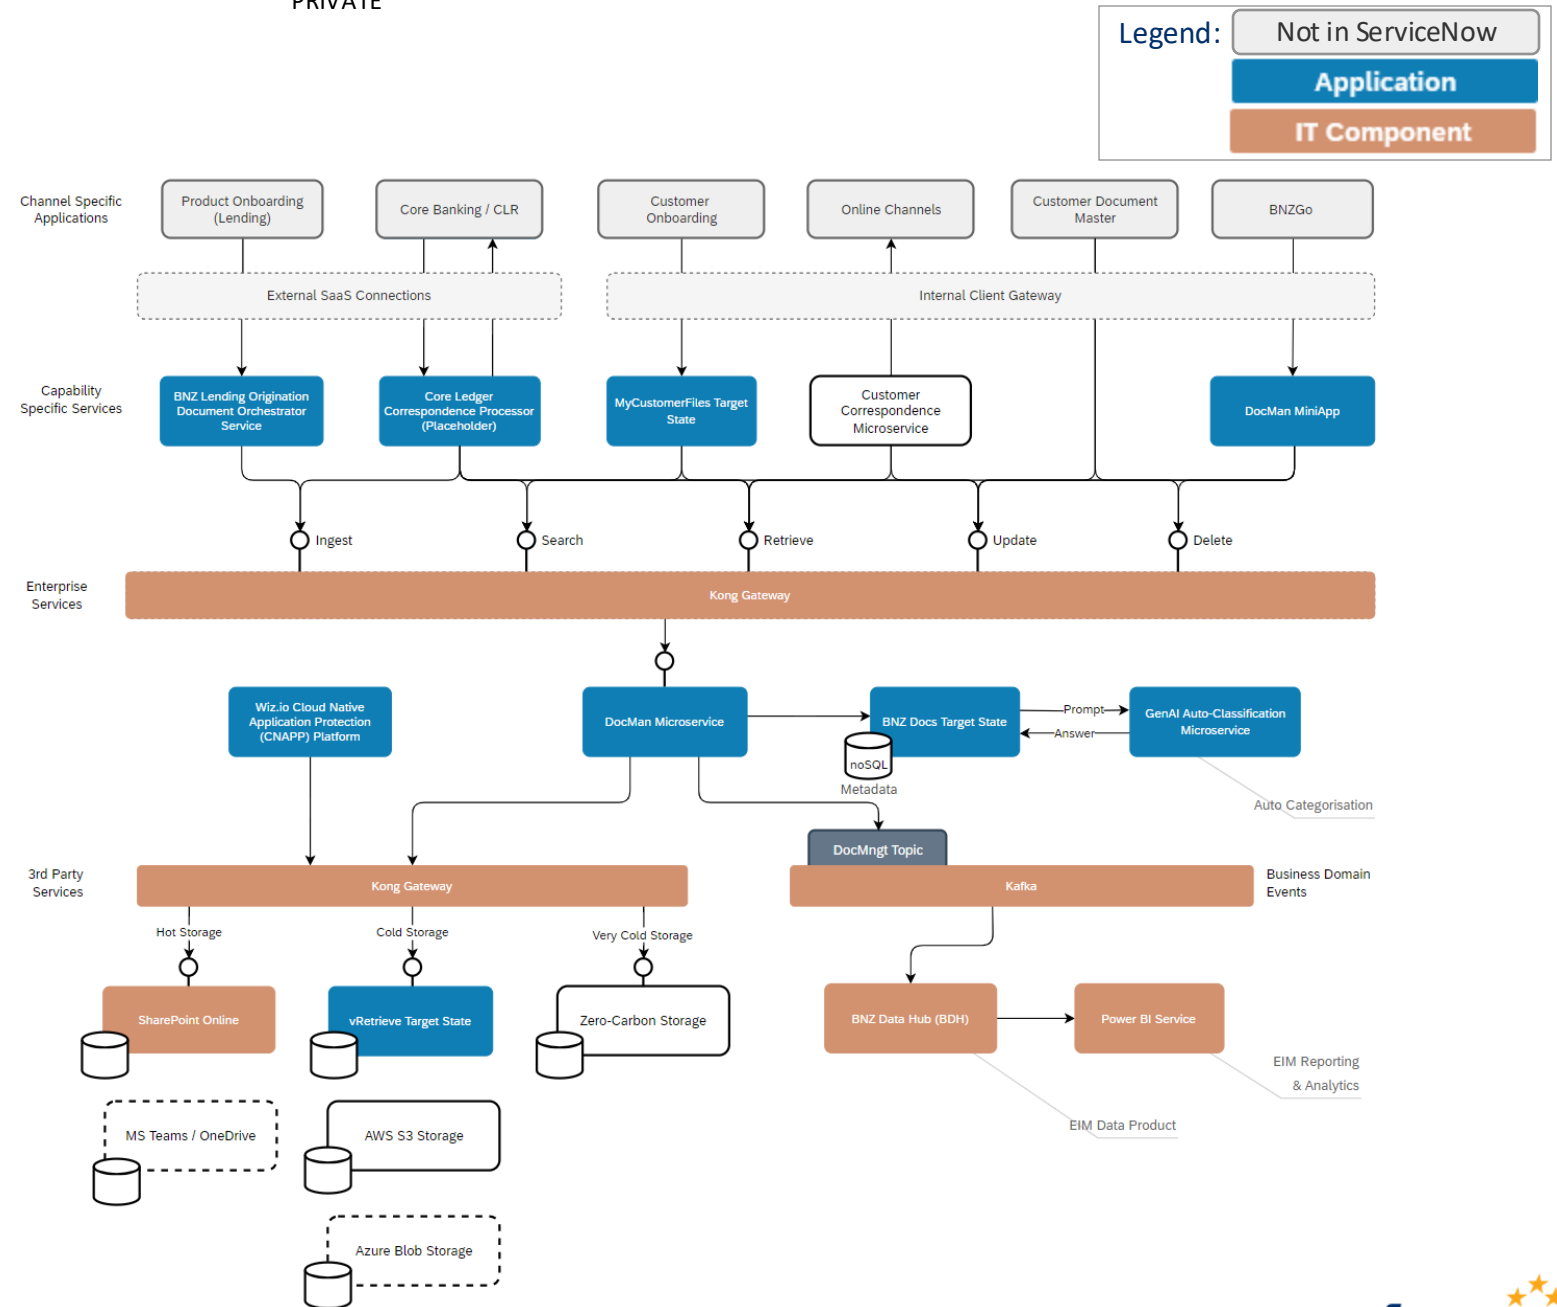 PRIVATE
Legend:
Not in ServiceNow
Application
IT Component
Channel Specific
Applications
Product Onboarding
(Lending)
Core Banking / CLR
Customer
Onboarding
Online Channels
Customer Document
Master
BNZGo
External SaaS Connections
Internal Client Gateway
Capability
Specific Services
BNZ Lending Origination
Document Orchestrator
Service
Core Ledger
Correspondence Processor
(Placeholder)
MyCustomerFiles Target
State
Customer
Correspondence
Microservice
DocMan MiniApp
Ingest
Search
Retrieve
Update
Delete
Enterprise
Services
Kong Gateway
Wiz.io Cloud Native
Application Protection
(CNAPP) Platform
DocMan Microservice
BNZ Docs Target State
Prompt
Answer
GenAI Auto-Classification
Microservice
noSQL
Metadata
Auto Categorisation
DocMngt Topic
3rd Party
Services
Kong Gateway
Kafka
Business Domain
Events
Hot Storage
Cold Storage
Very Cold Storage
SharePoint Online
vRetrieve Target State
Zero-Carbon Storage
BNZ Data Hub (BDH)
Power BI Service
EIM Reporting
& Analytics
EIM Data Product
MS Teams / OneDrive
AWS S3 Storage
Azure Blob Storage